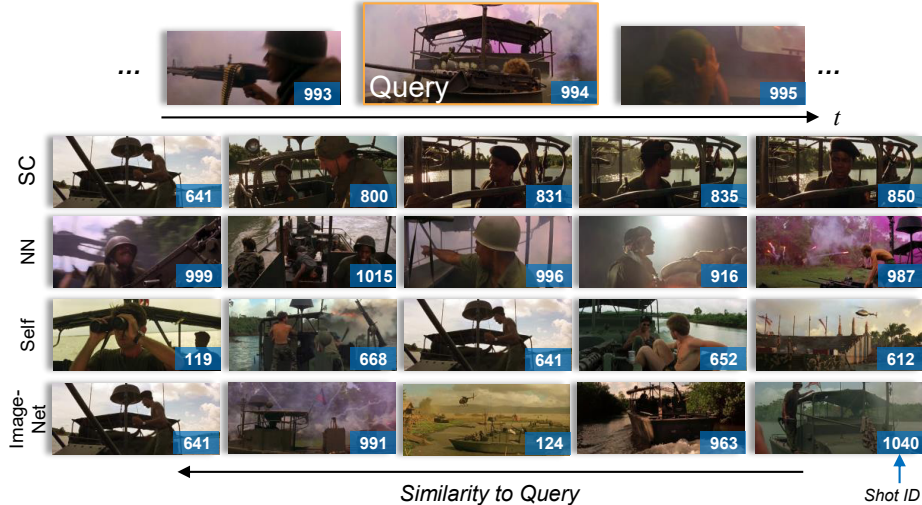 ... 993 Query 994 995 ...
t
SC 641 800 831 835 850
NN 999 1015 996 916 987
Self 119 668 641 652 612
Image-
Net 641 991 124 963 1040
Similarity to Query
Shot ID